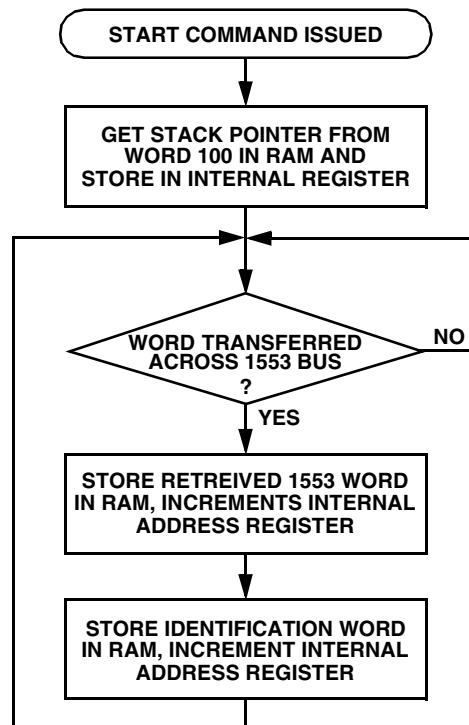 START COMMAND ISSUED
GET STACK POINTER FROM
WORD 100 IN RAM AND
STORE IN INTERNAL REGISTER
WORD TRANSFERRED
ACROSS 1553 BUS
?
NO
YES
STORE RETREIVED 1553 WORD
IN RAM, INCREMENTS INTERNAL
ADDRESS REGISTER
STORE IDENTIFICATION WORD
IN RAM, INCREMENT INTERNAL
ADDRESS REGISTER